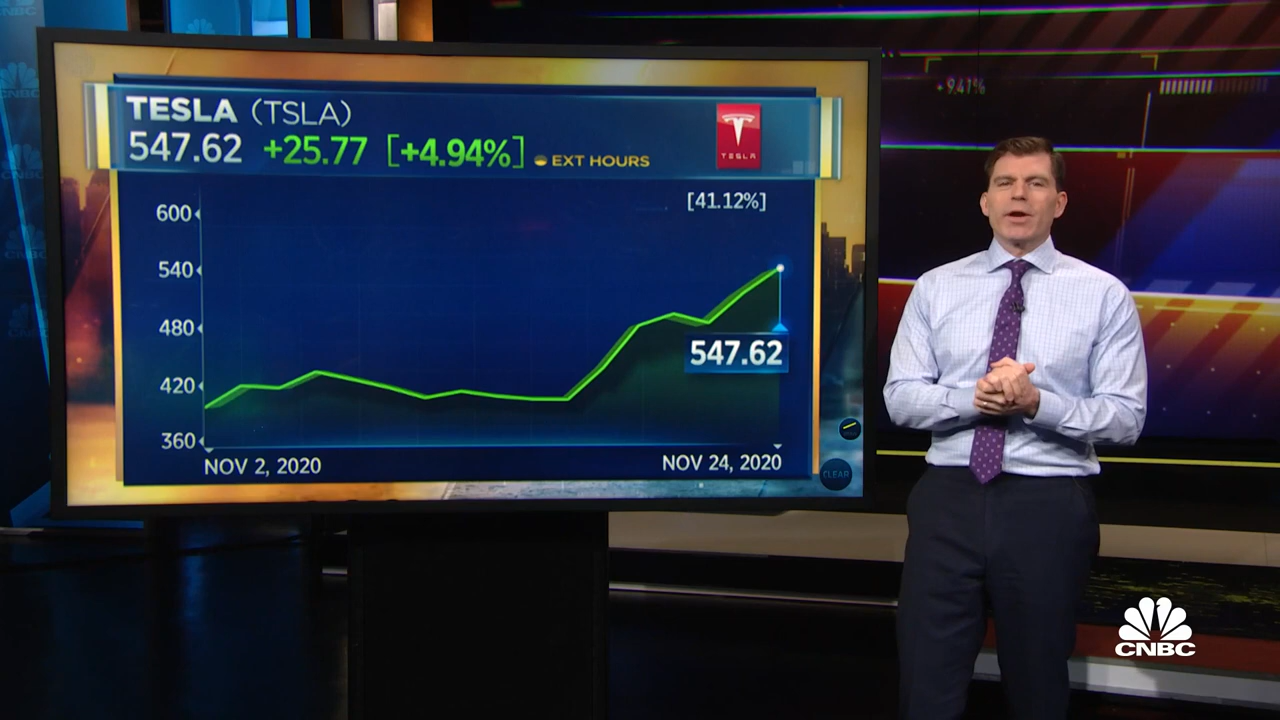 CNBC
TESLA (TSLA)
547.62 +25.77 [+4.94%] EXT HOURS
TESLA
[41.12%]
600
540
480
420
360
547.62
NOV 2, 2020
NOV 24, 2020
CLEAR
+9.41%
CNBC